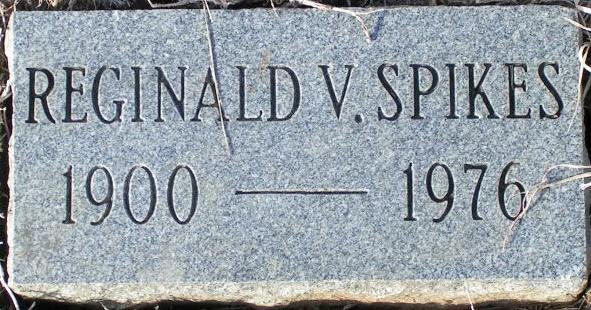 REGINALD V. SPIKES
1900 — 1976